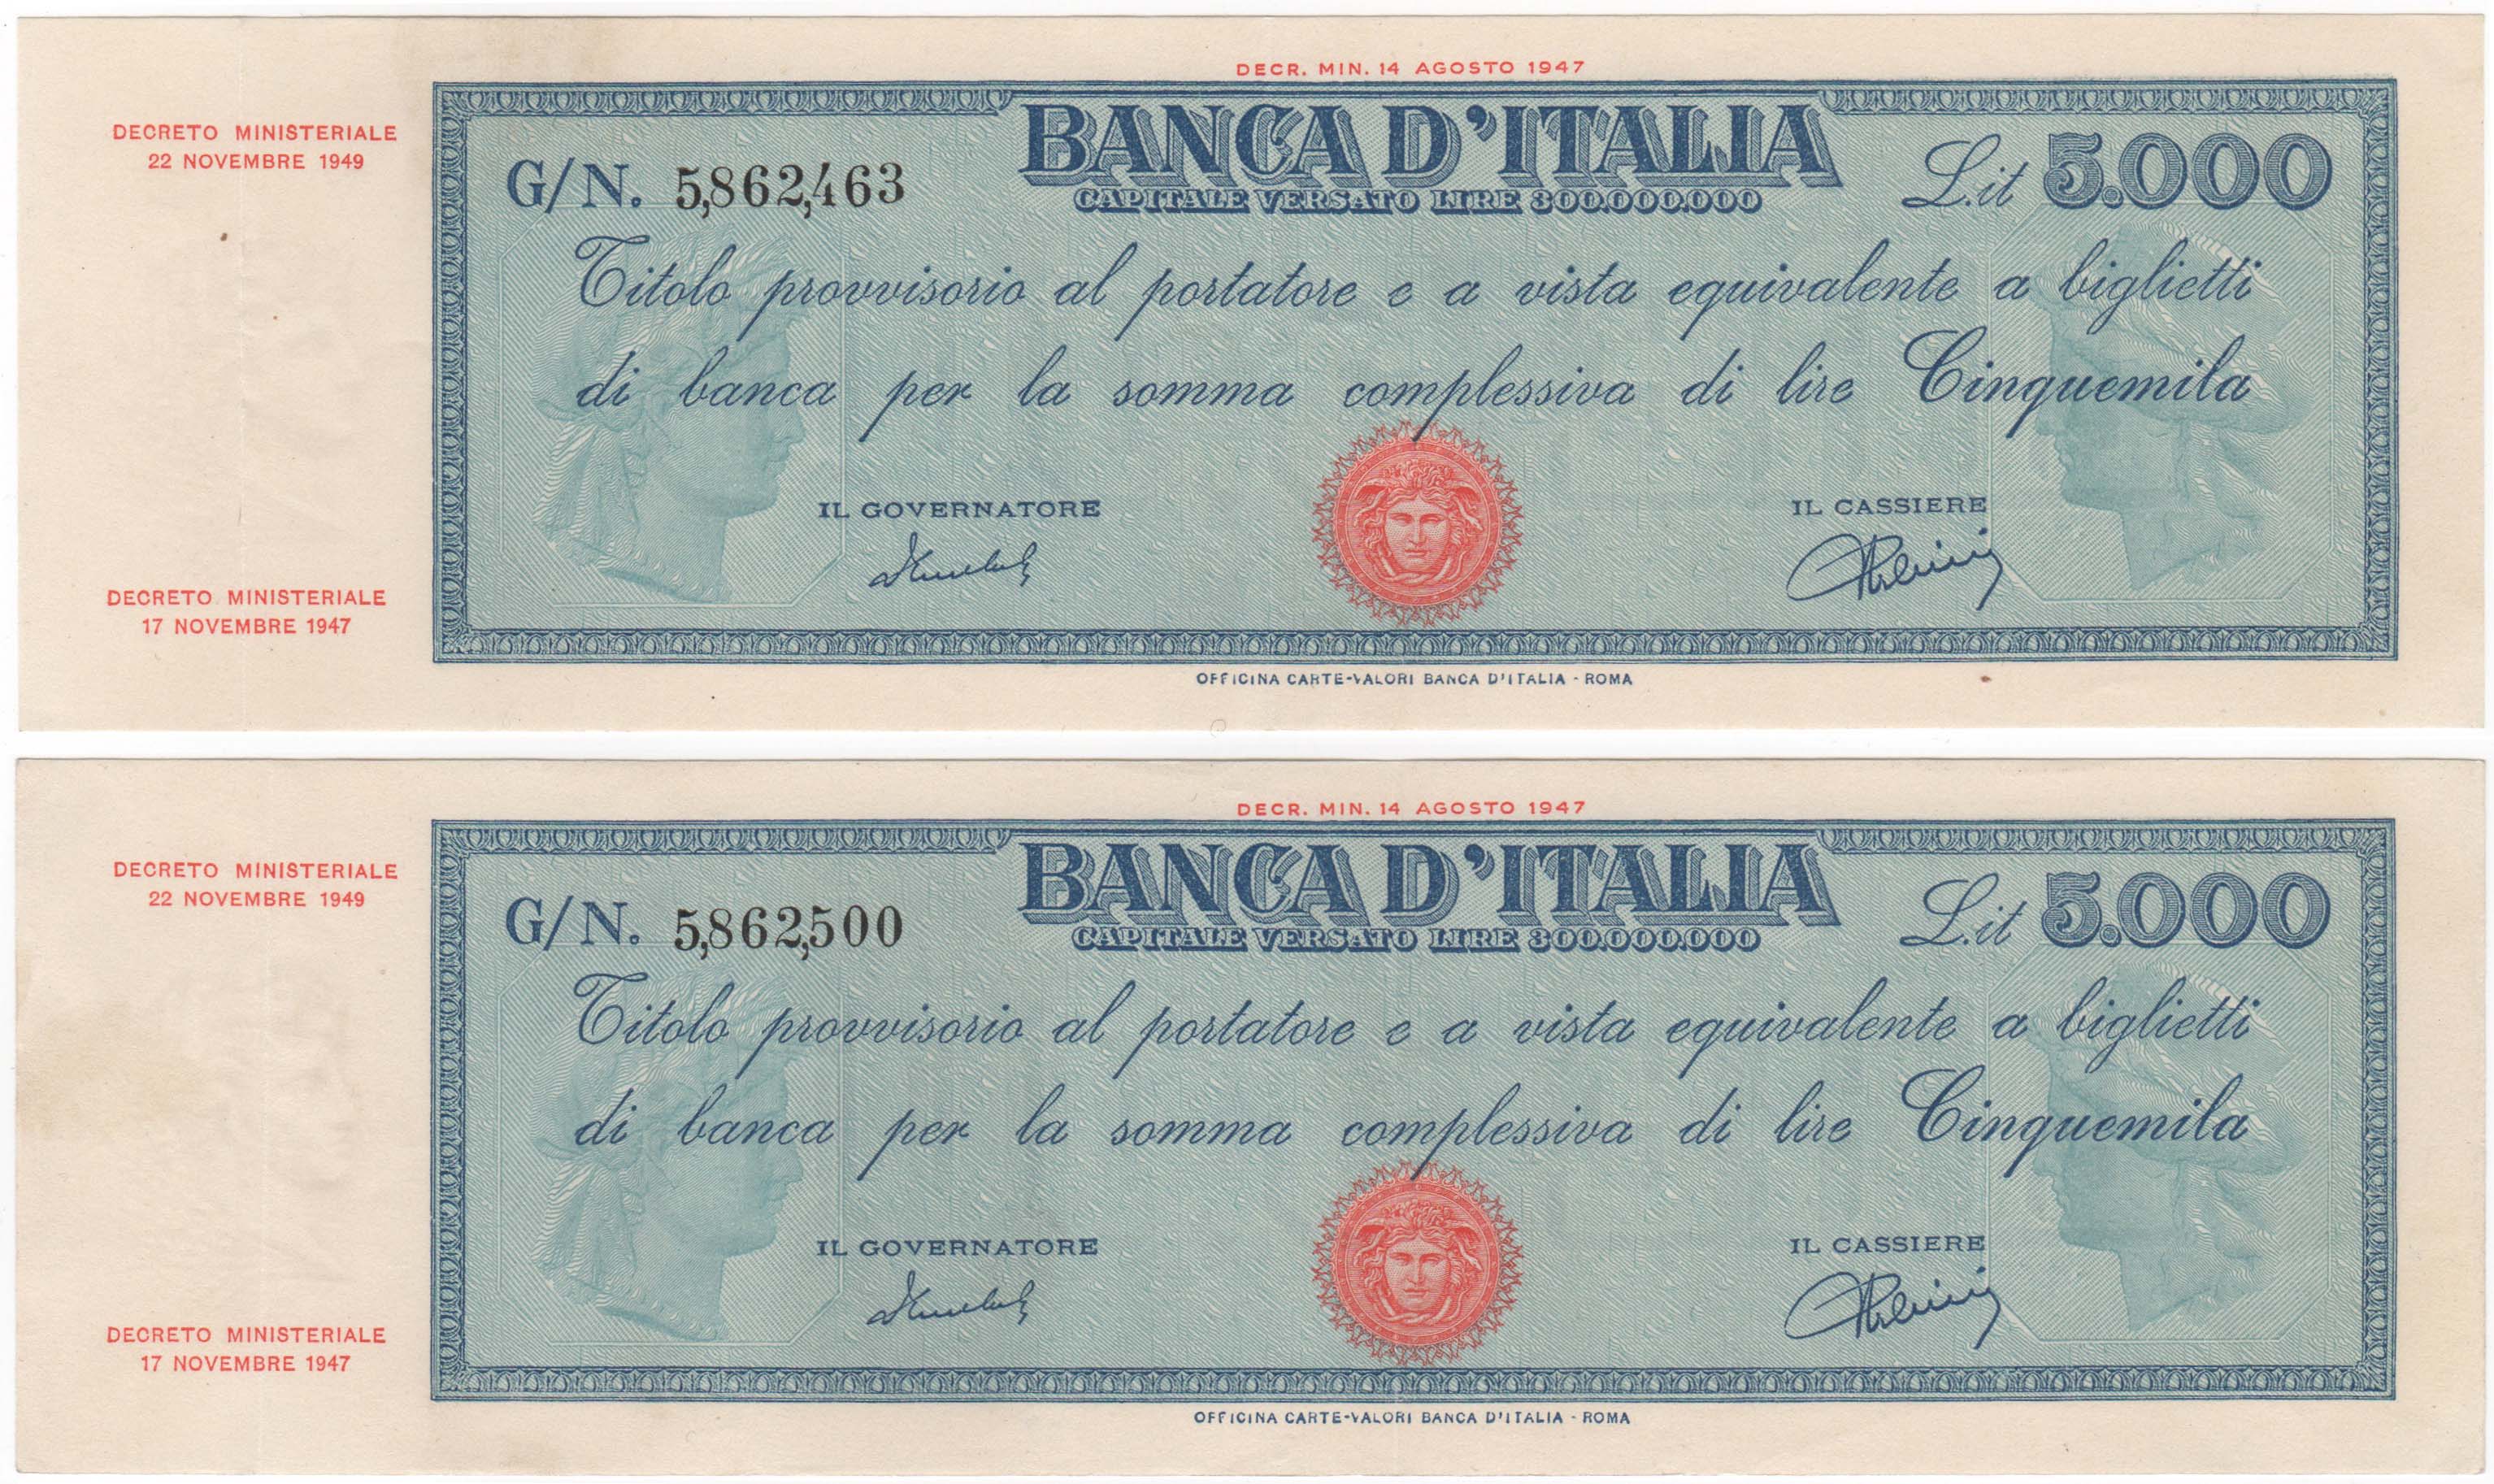 DECR. MIN. 14 AGOSTO 1947
DECRETO MINISTERIALE
22 NOVEMBRE 1949
BANCA D'ITALIA
CAPITALE VERSATO LIRE 300.000.000
G/N. 5,862,463
L.it 5.000
Titolo provvisorio al portatore e a vista equivalente a biglietti
di banca per la somma complessiva di lire Cinquemila
IL GOVERNATORE
IL CASSIERE
DECRETO MINISTERIALE
17 NOVEMBRE 1947
OFFICINA CARTE-VALORI BANCA D'ITALIA - ROMA
DECR. MIN. 14 AGOSTO 1947
DECRETO MINISTERIALE
22 NOVEMBRE 1949
BANCA D'ITALIA
CAPITALE VERSATO LIRE 300.000.000
G/N. 5,862,500
L.it 5.000
Titolo provvisorio al portatore e a vista equivalente a biglietti
di banca per la somma complessiva di lire Cinquemila
IL GOVERNATORE
IL CASSIERE
DECRETO MINISTERIALE
17 NOVEMBRE 1947
OFFICINA CARTE-VALORI BANCA D'ITALIA - ROMA